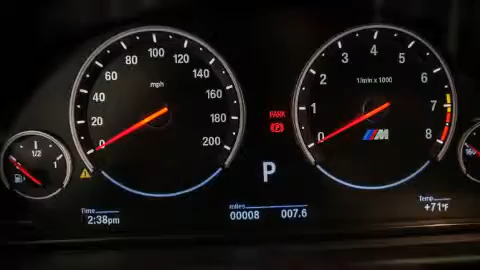 0
20
40
60
80
100
120
140
160
180
200
mph
0
1
2
3
4
5
6
7
8
1/min x 1000
M
PARK
(P)
P
1/2
1
Time
2:38pm
miles
00008 007.6
Temp
+71°F